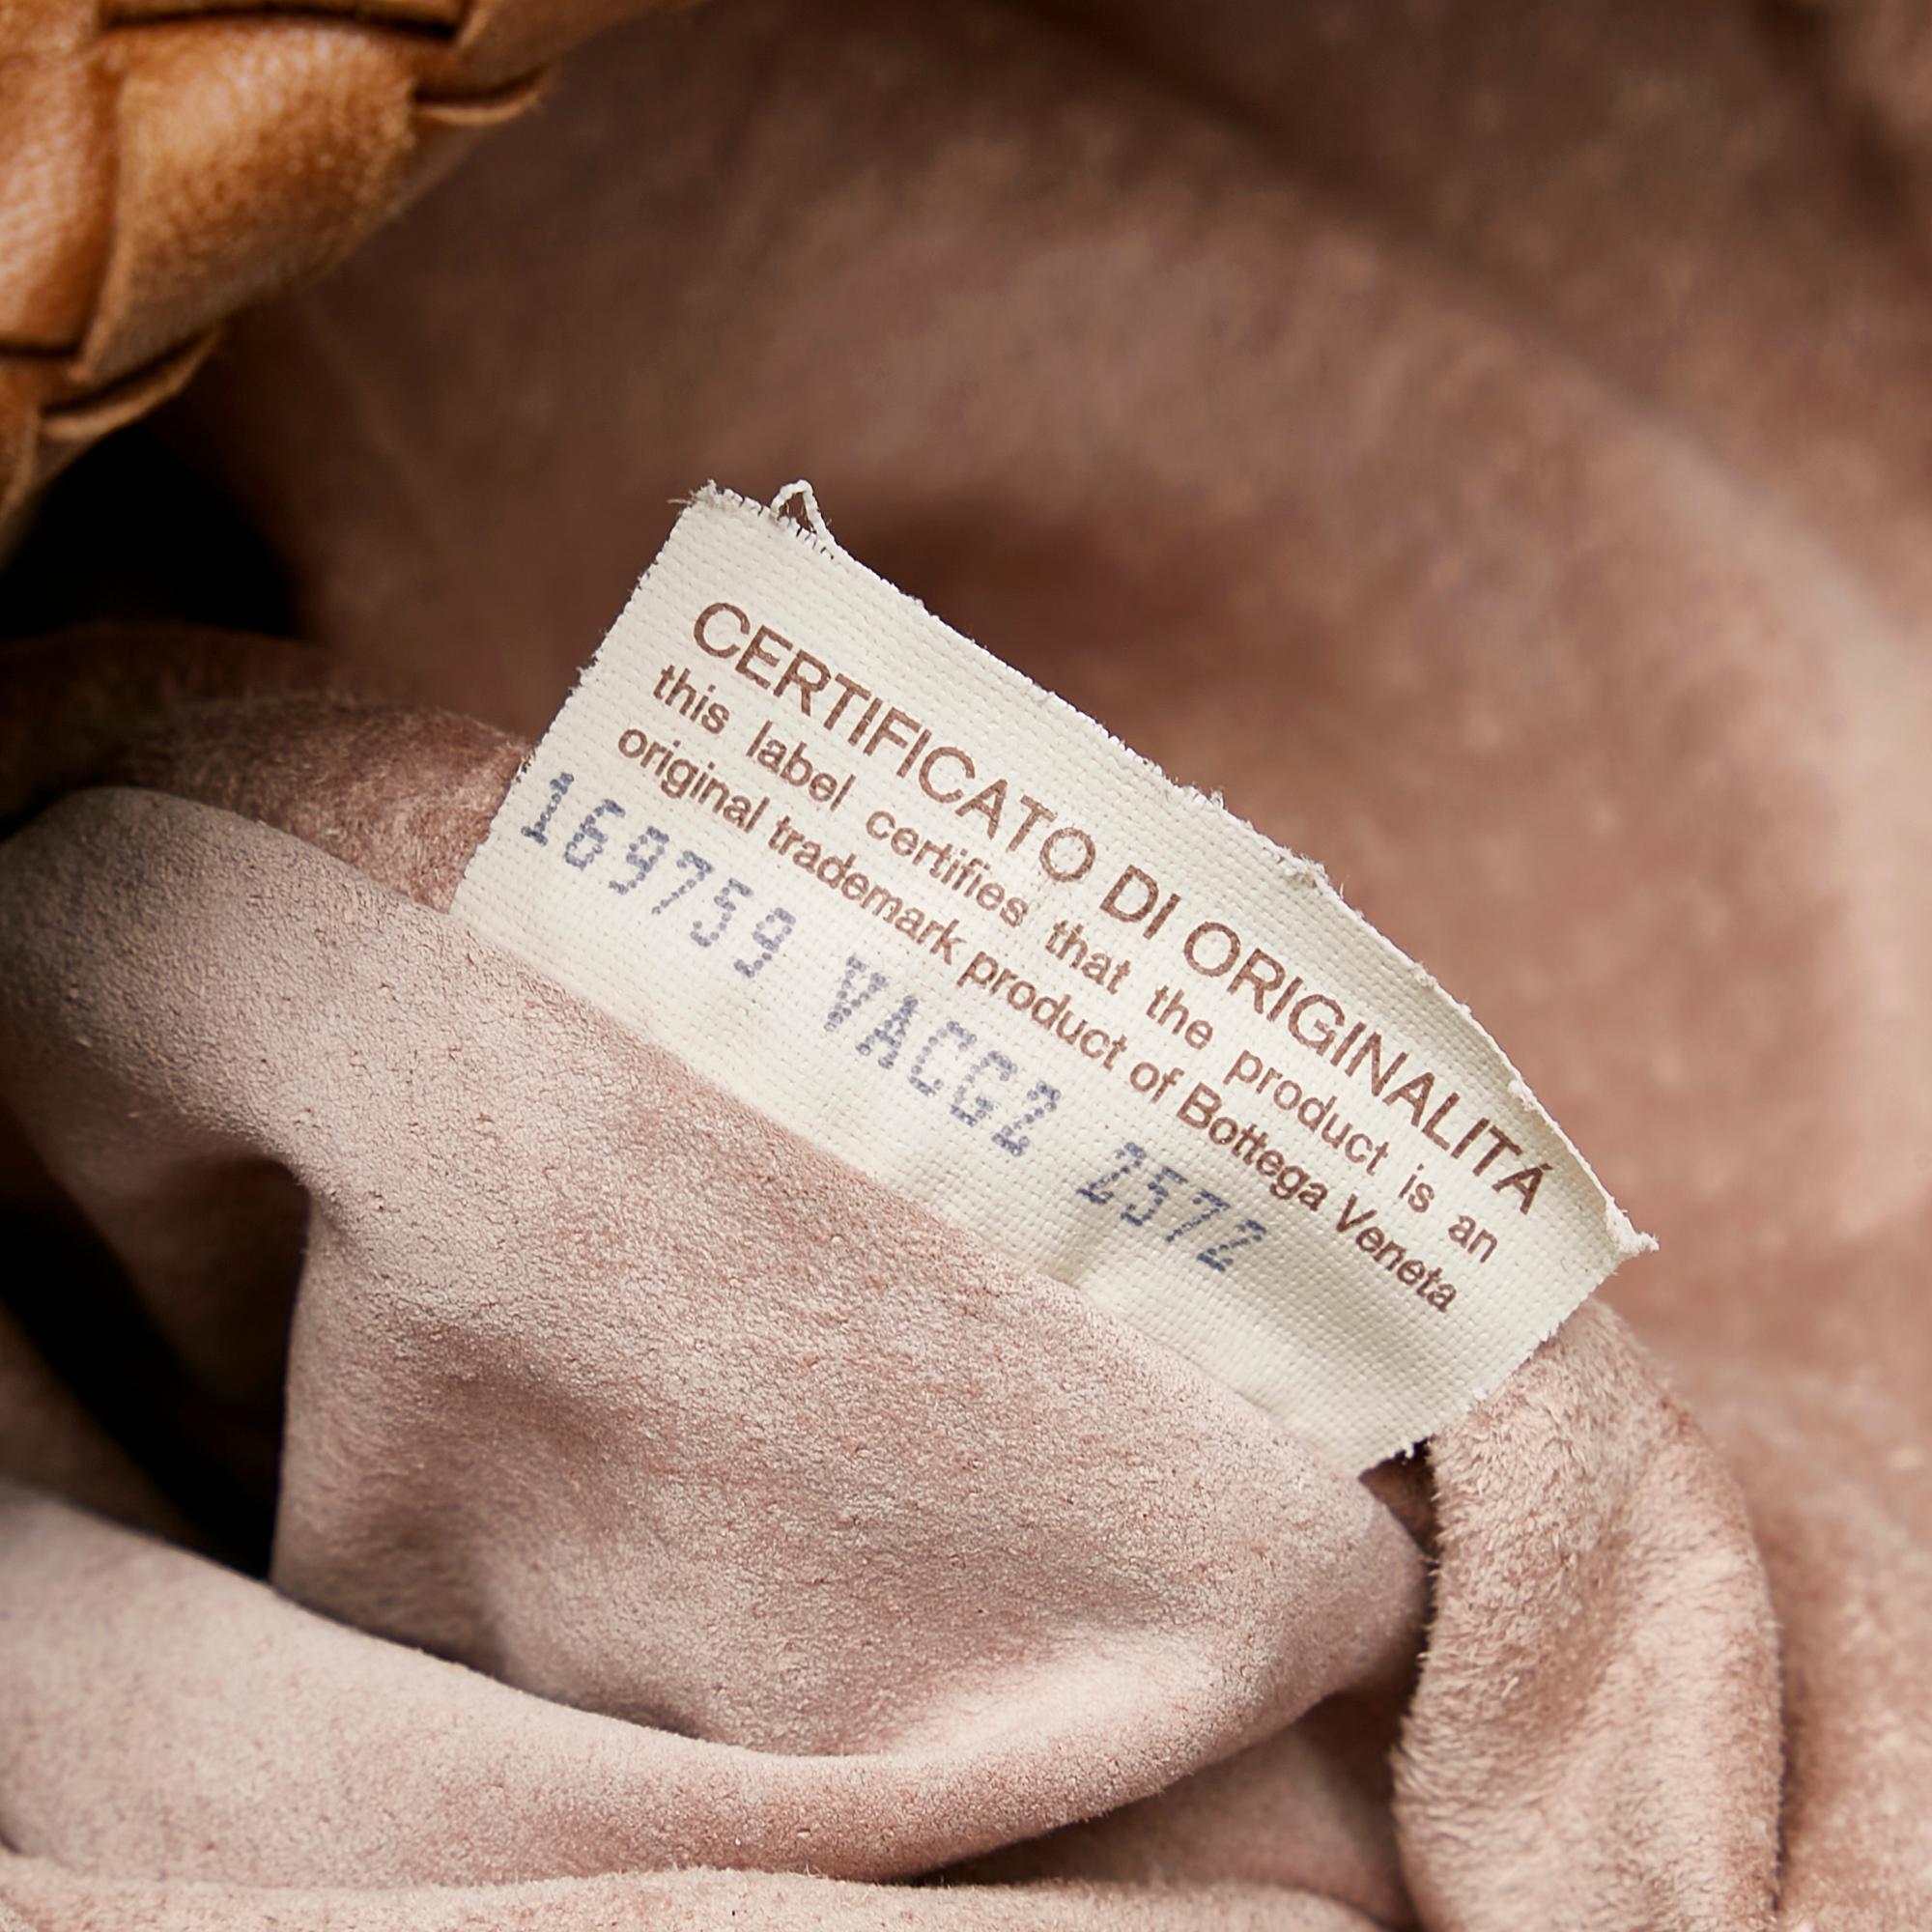 CERTIFICATO DI ORIGINALITÁ
this label certifies that the product is an
original trademark product of Bottega Veneta
169759 VACG2 2572